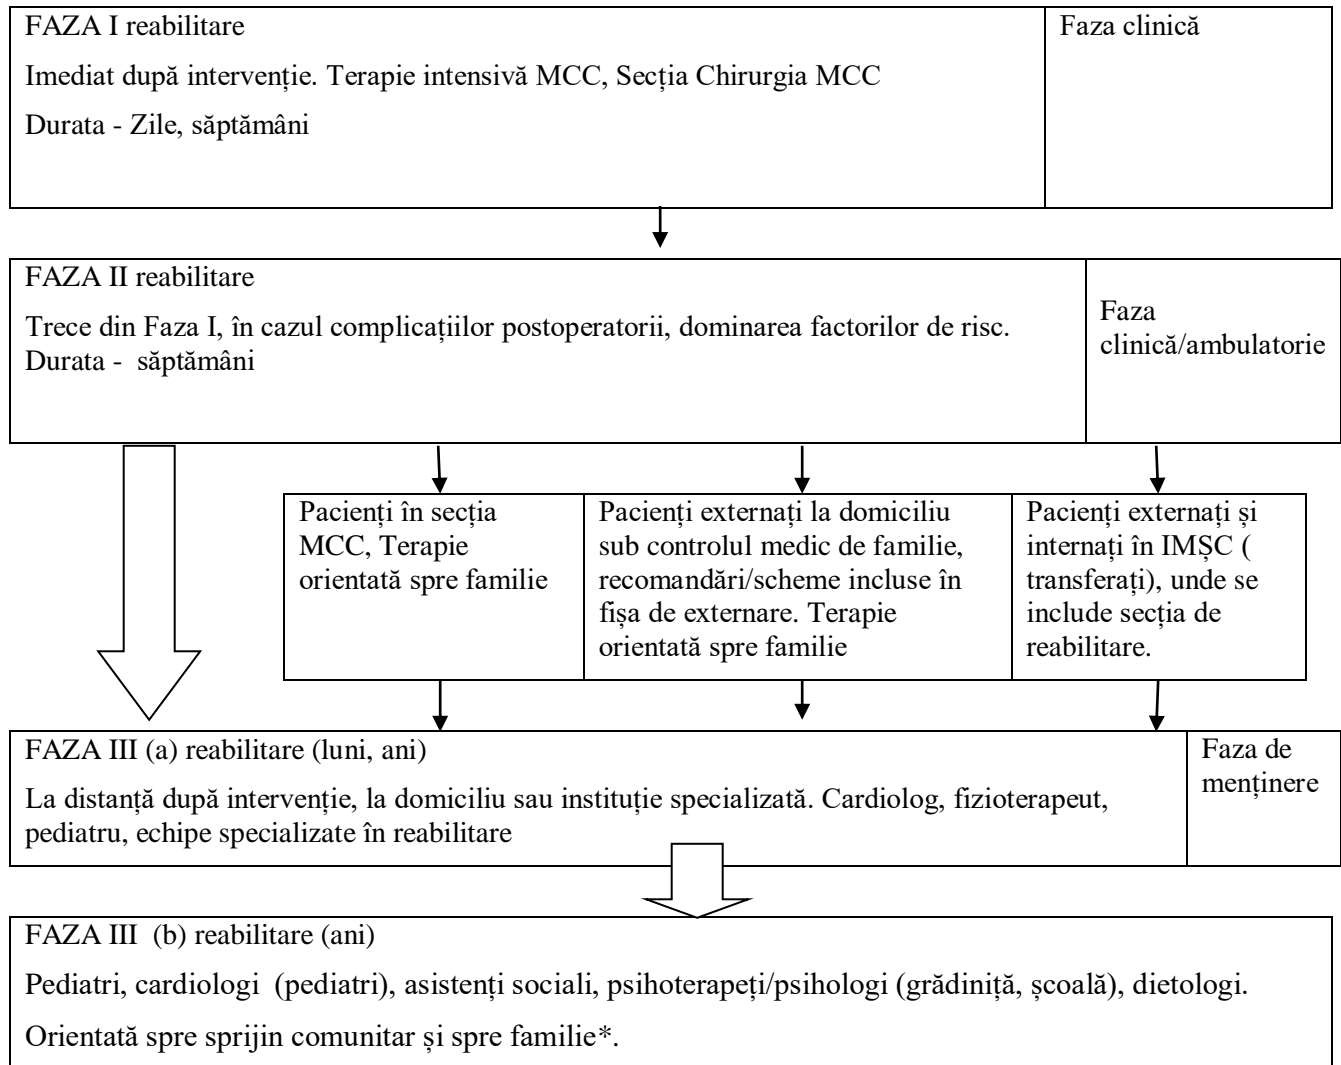 FAZA I reabilitare
Imediat după intervenție. Terapie intensivă MCC, Secția Chirurgia MCC
Durata - Zile, săptămâni
Faza clinică
FAZA II reabilitare
Trece din Faza I, în cazul complicațiilor postoperatorii, dominarea factorilor de risc.
Durata -  săptămâni
Faza
clinică/ambulatorie
Pacienți în secția
MCC, Terapie
orientată spre familie
Pacienți externați la domiciliu
sub controlul medic de familie,
recomandări/scheme incluse în
fișa de externare. Terapie
orientată spre familie
Pacienți externați și
internați în IMȘC (
transferați), unde se
include secția de
reabilitare.
FAZA III (a) reabilitare (luni, ani)
La distanță după intervenție, la domiciliu sau instituție specializată. Cardiolog, fizioterapeut,
pediatru, echipe specializate în reabilitare
Faza de
menținere
FAZA III  (b) reabilitare (ani)
Pediatri, cardiologi  (pediatri), asistenți sociali, psihoterapeți/psihologi (grădiniță, școală), dietologi.
Orientată spre sprijin comunitar și spre familie*.